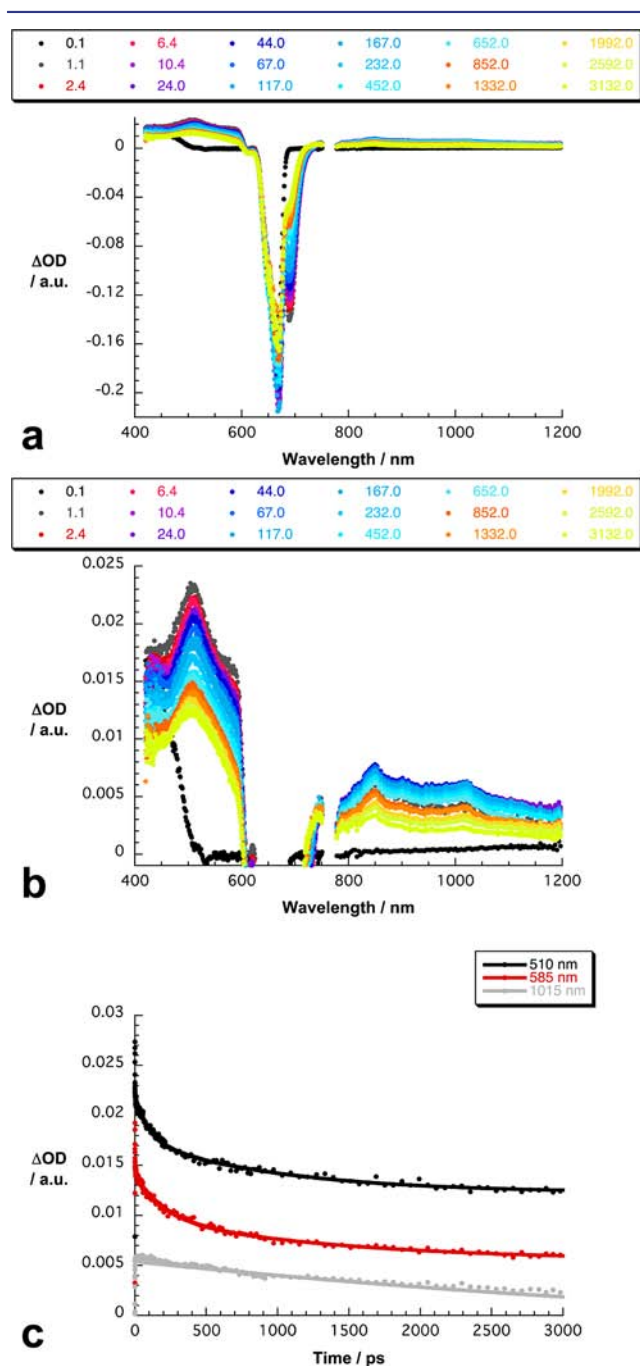 0.1 6.4 44.0 167.0 652.0 1992.0
1.1 10.4 67.0 232.0 852.0 2592.0
2.4 24.0 117.0 452.0 1332.0 3132.0
0
-0.04
-0.08
ΔOD
/ a.u.
-0.12
-0.16
-0.2
400 600 800 1000 1200
a
Wavelength / nm
0.1 6.4 44.0 167.0 652.0 1992.0
1.1 10.4 67.0 232.0 852.0 2592.0
2.4 24.0 117.0 452.0 1332.0 3132.0
0.025
0.02
0.015
ΔOD
/ a.u.
0.01
0.005
0
400 600 800 1000 1200
b
Wavelength / nm
510 nm
585 nm
1015 nm
0.03
0.025
0.02
ΔOD
/ a.u.
0.015
0.01
0.005
0
0 500 1000 1500 2000 2500 3000
c
Time / ps